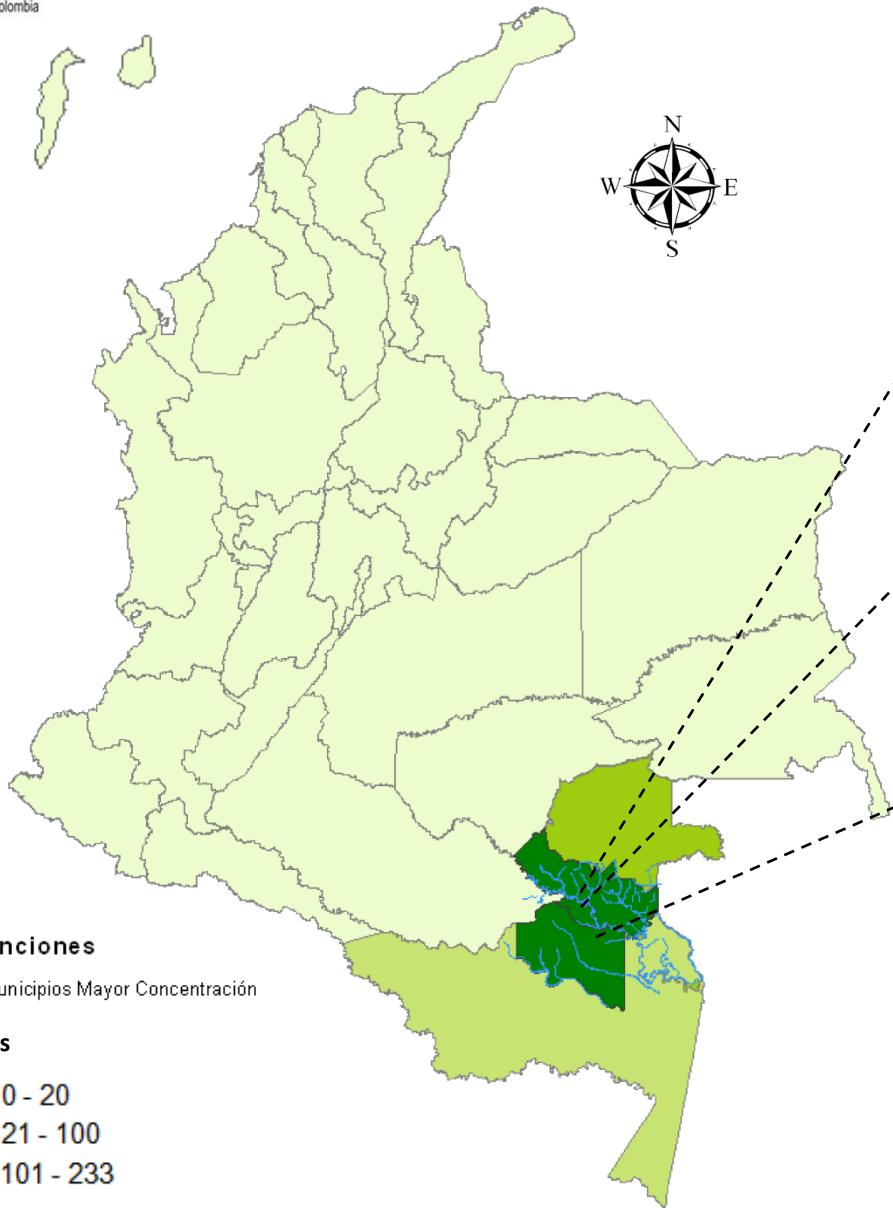 olombia
N
W E
S
nciones
unicipios Mayor Concentración
s
0 - 20
21 - 100
101 - 233